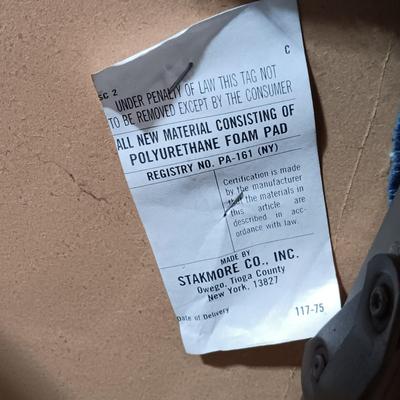 SC 2
C
UNDER PENALTY OF LAW THIS TAG NOT
TO BE REMOVED EXCEPT BY THE CONSUMER
ALL NEW MATERIAL CONSISTING OF
POLYURETHANE FOAM PAD
REGISTRY NO. PA-161 (NY)
Certification is made
by the manufacturer
that the materials in
this article are
described in acc-
ordance with law.
MADE BY
STAKMORE CO., INC.
Owego, Tioga County
New York, 13827
Date of Delivery
117-75